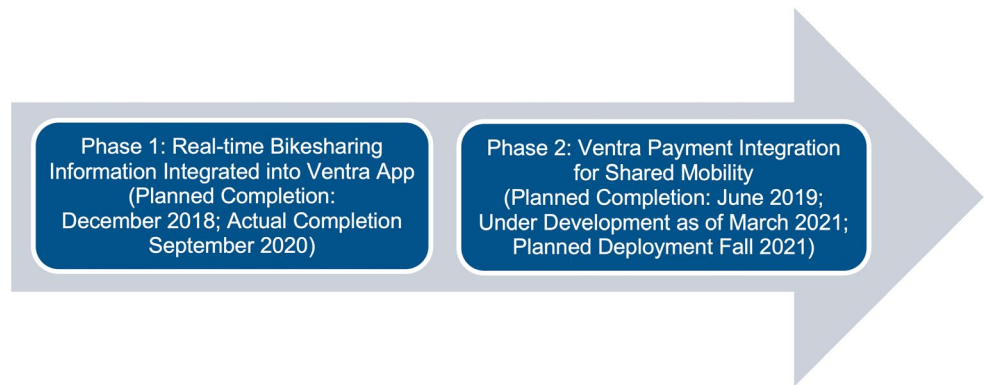 Phase 1: Real-time Bikesharing
Information Integrated into Ventra App
(Planned Completion:
December 2018; Actual Completion
September 2020)
Phase 2: Ventra Payment Integration
for Shared Mobility
(Planned Completion: June 2019;
Under Development as of March 2021;
Planned Deployment Fall 2021)